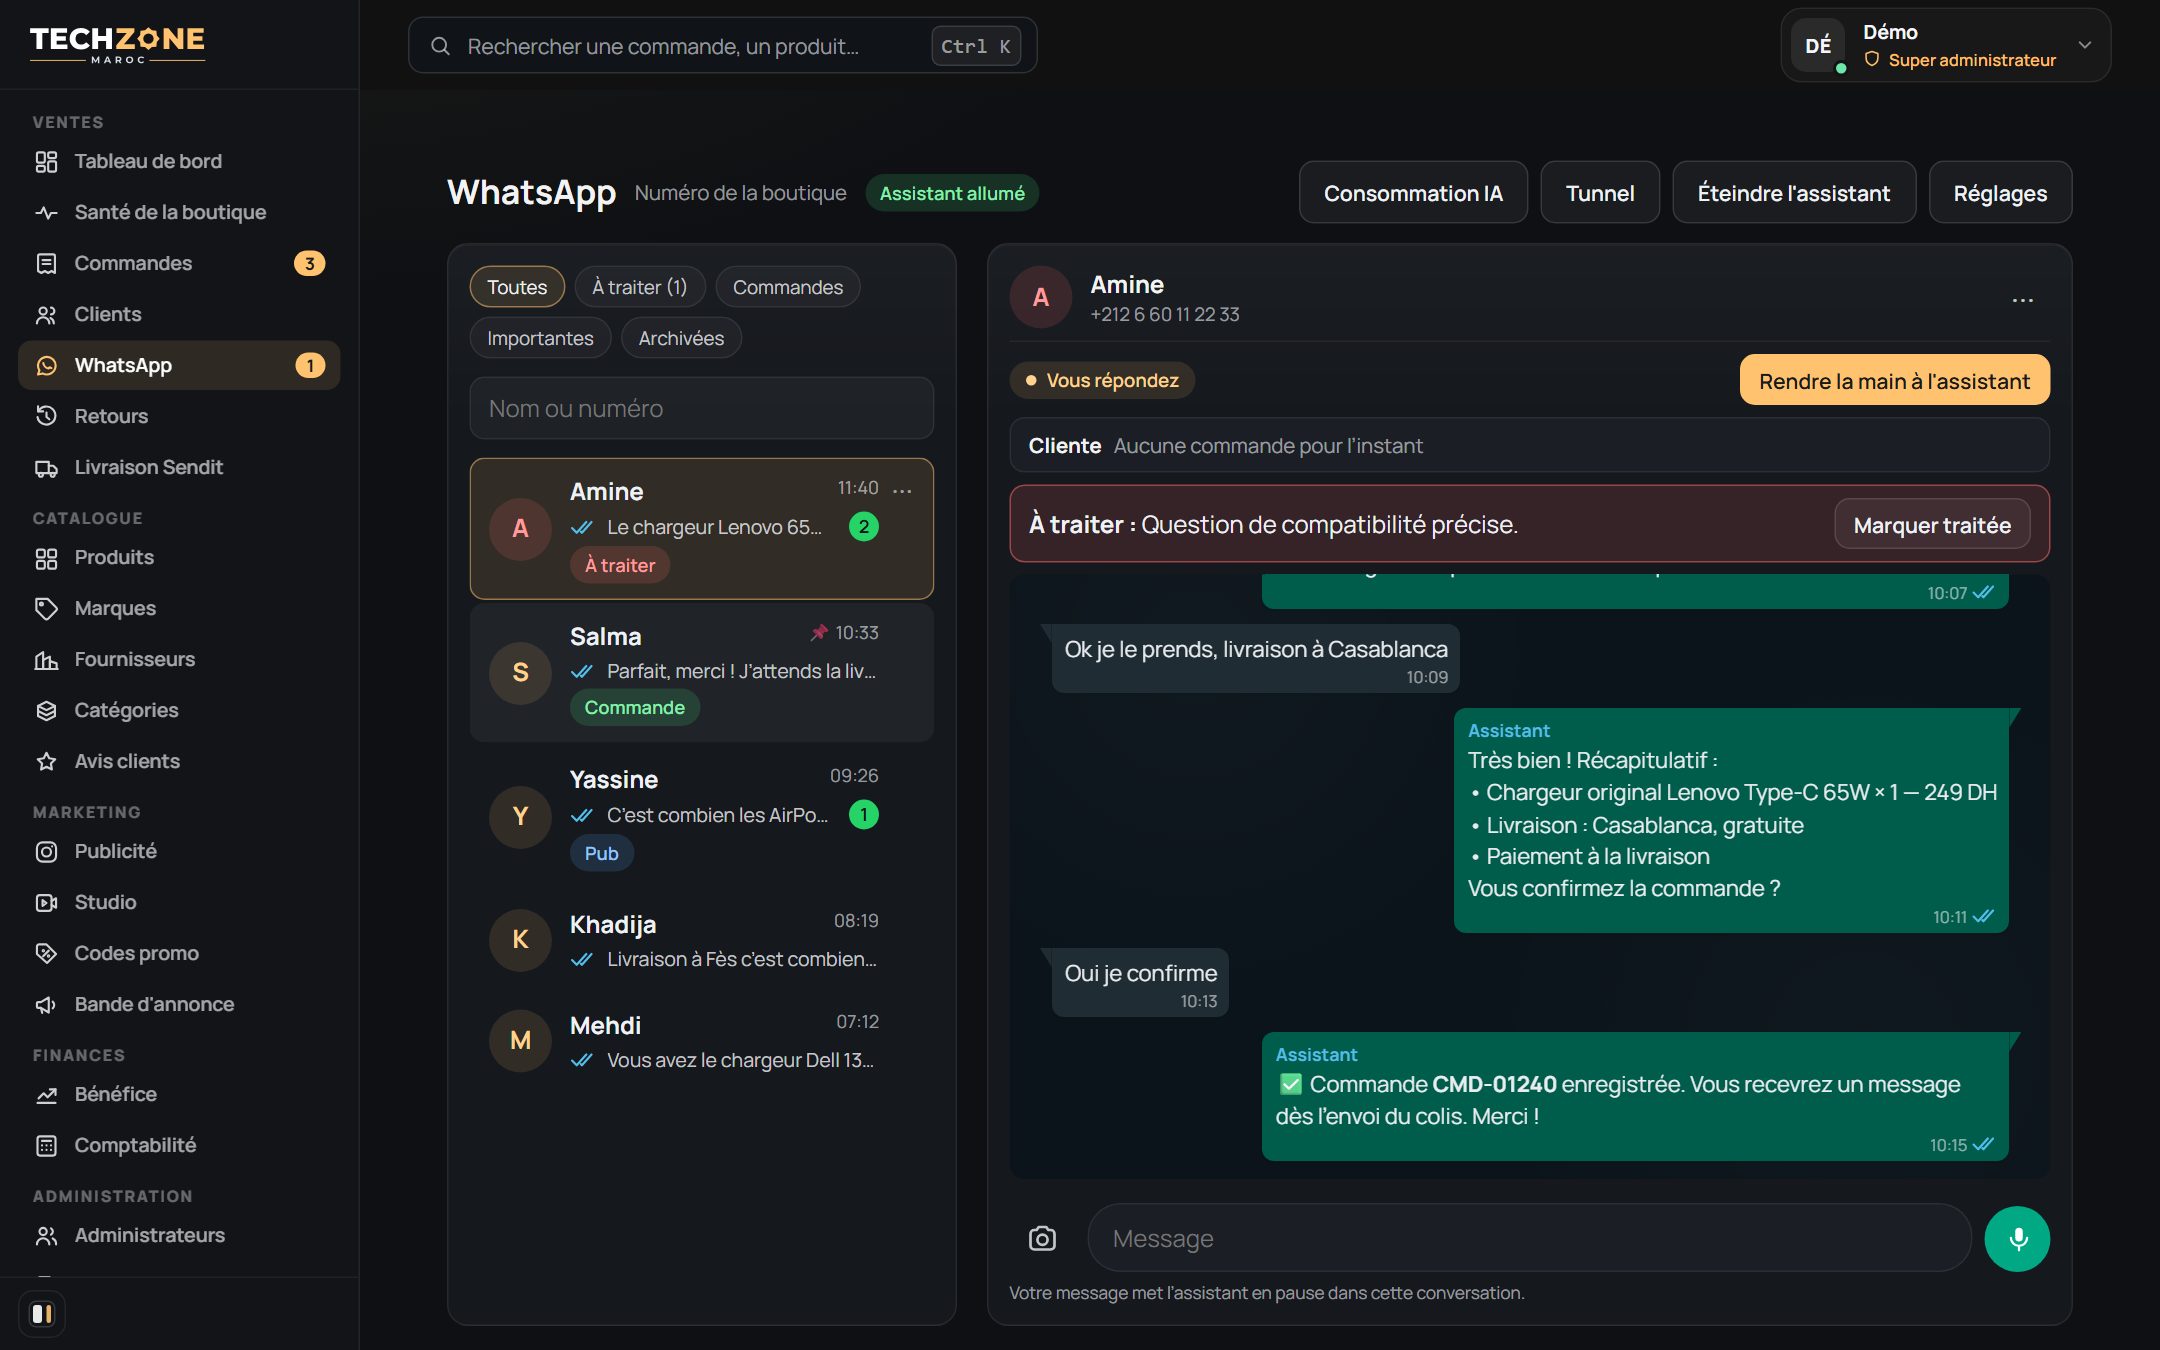 TECHZONE
MAROC
Rechercher une commande, un produit...
Ctrl K
DÉ
Démo
Super administrateur
VENTES
Tableau de bord
Santé de la boutique
Commandes
3
Clients
WhatsApp
1
Retours
Livraison Sendit
CATALOGUE
Produits
Marques
Fournisseurs
Catégories
Avis clients
MARKETING
Publicité
Studio
Codes promo
Bande d'annonce
FINANCES
Bénéfice
Comptabilité
ADMINISTRATION
Administrateurs
WhatsApp
Numéro de la boutique
Assistant allumé
Consommation IA
Tunnel
Éteindre l'assistant
Réglages
Toutes
À traiter (1)
Commandes
Importantes
Archivées
Nom ou numéro
A
Amine
11:40
Le chargeur Lenovo 65...
2
À traiter
S
Salma
10:33
Parfait, merci ! J'attends la liv...
Commande
Y
Yassine
09:26
C'est combien les AirPo...
1
Pub
K
Khadija
08:19
Livraison à Fès c'est combien...
M
Mehdi
07:12
Vous avez le chargeur Dell 13...
A
Amine
+212 6 60 11 22 33
Vous répondez
Rendre la main à l'assistant
Cliente Aucune commande pour l'instant
À traiter : Question de compatibilité précise.
Marquer traitée
10:07
Ok je le prends, livraison à Casablanca
10:09
Assistant
Très bien ! Récapitulatif :
• Chargeur original Lenovo Type-C 65W × 1 — 249 DH
• Livraison : Casablanca, gratuite
• Paiement à la livraison
Vous confirmez la commande ?
10:11
Oui je confirme
10:13
Assistant
✅ Commande CMD-01240 enregistrée. Vous recevrez un message
dès l'envoi du colis. Merci !
10:15
Message
Votre message met l'assistant en pause dans cette conversation.